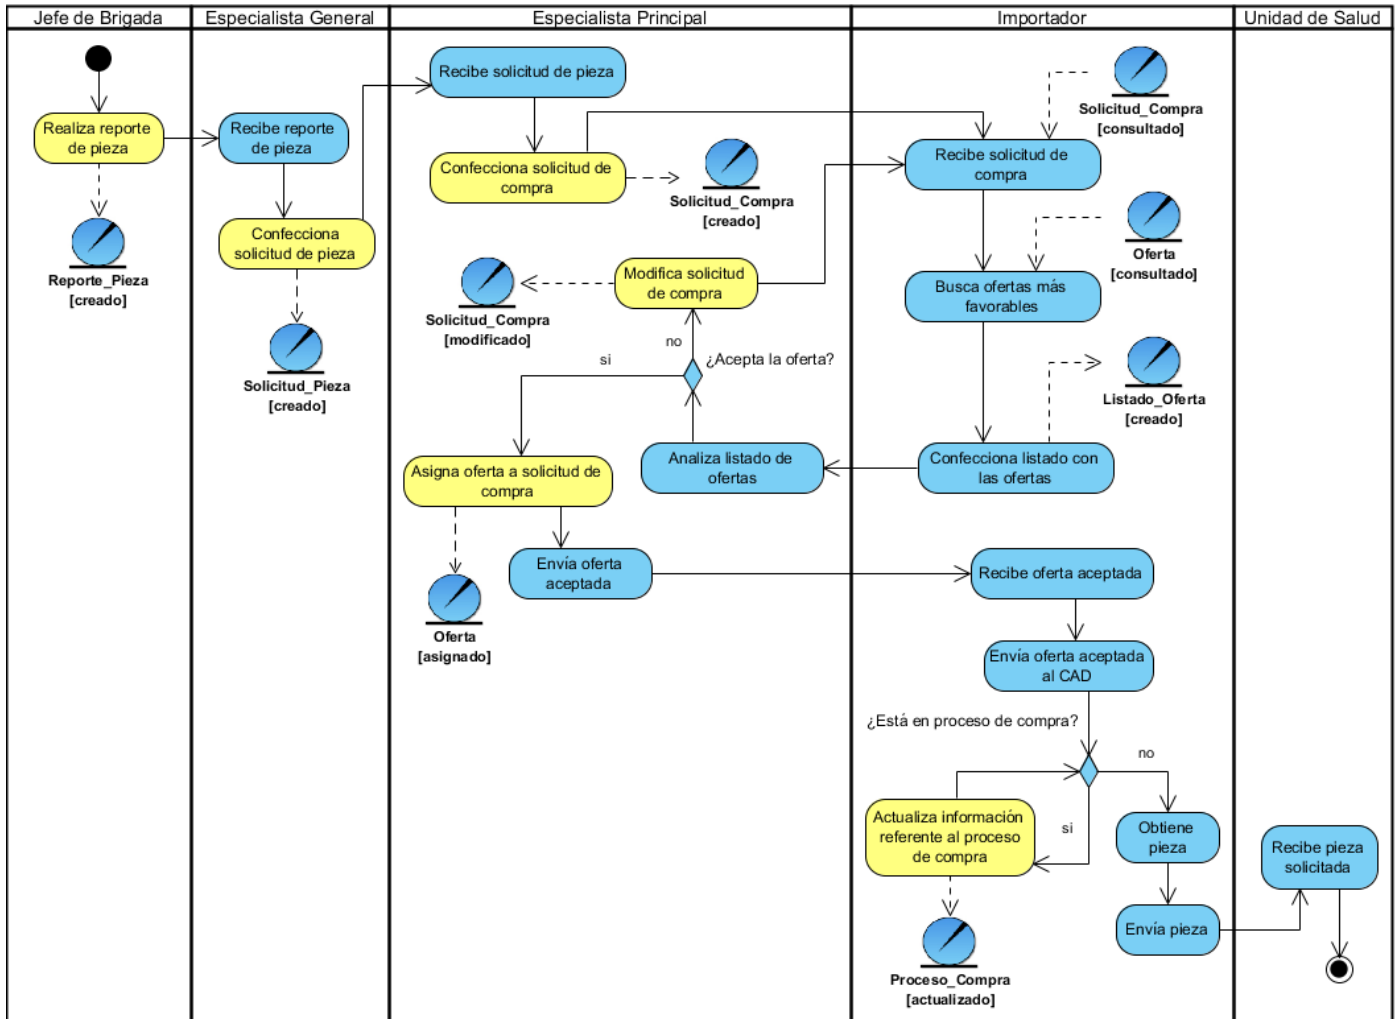 Jefe de Brigada
Especialista General
Especialista Principal
Importador
Unidad de Salud
Realiza reporte
de pieza
Reporte_Pieza
[creado]
Recibe reporte
de pieza
Confecciona
solicitud de pieza
Solicitud_Pieza
[creado]
Recibe solicitud de pieza
Confecciona solicitud de
compra
Solicitud_Compra
[creado]
Modifica solicitud
de compra
Solicitud_Compra
[modificado]
no
si
¿Acepta la oferta?
Analiza listado de
ofertas
Asigna oferta a solicitud de
compra
Oferta
[asignado]
Envía oferta
aceptada
Solicitud_Compra
[consultado]
Recibe solicitud de
compra
Oferta
[consultado]
Busca ofertas más
favorables
Listado_Oferta
[creado]
Confecciona listado con
las ofertas
Recibe oferta aceptada
Envía oferta aceptada
al CAD
¿Está en proceso de compra?
no
si
Actualiza información
referente al proceso
de compra
Proceso_Compra
[actualizado]
Obtiene
pieza
Envía pieza
Recibe pieza
solicitada